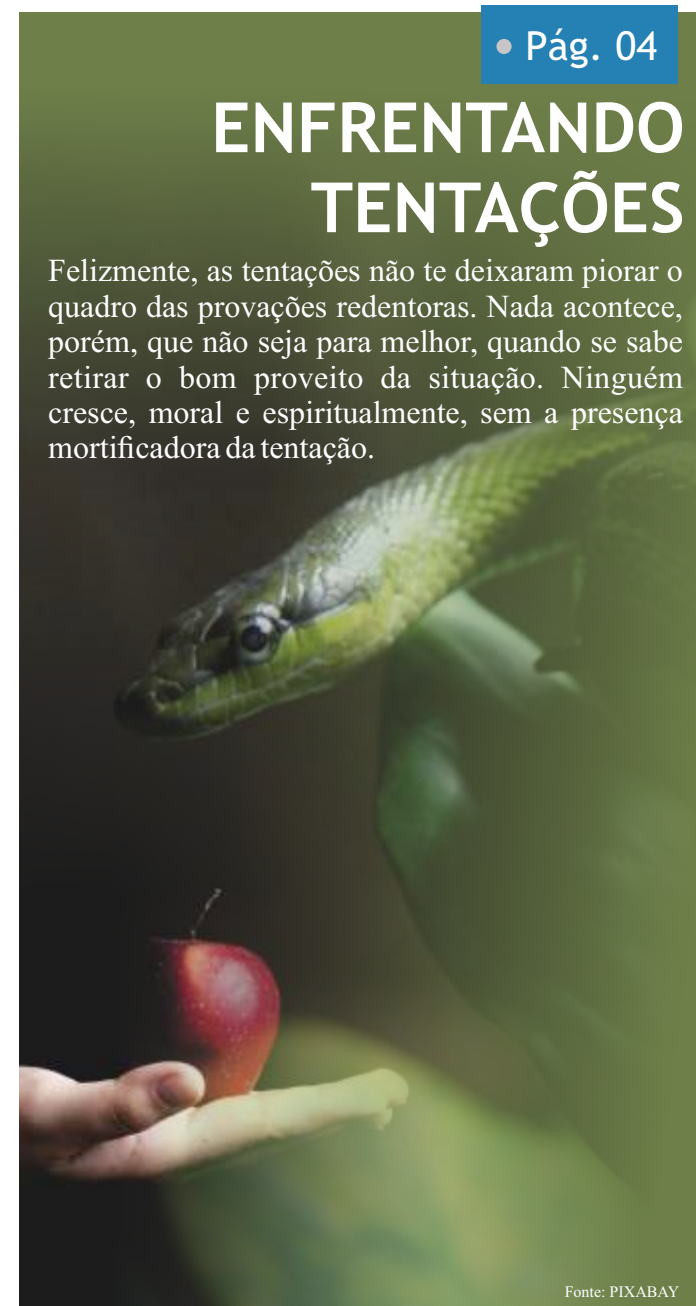 • Pág. 04
ENFRENTANDO
TENTAÇÕES
Felizmente, as tentações não te deixaram piorar o
quadro das provações redentoras. Nada acontece,
porém, que não seja para melhor, quando se sabe
retirar o bom proveito da situação. Ninguém
cresce, moral e espiritualmente, sem a presença
mortificadora da tentação.
Fonte: PIXABAY